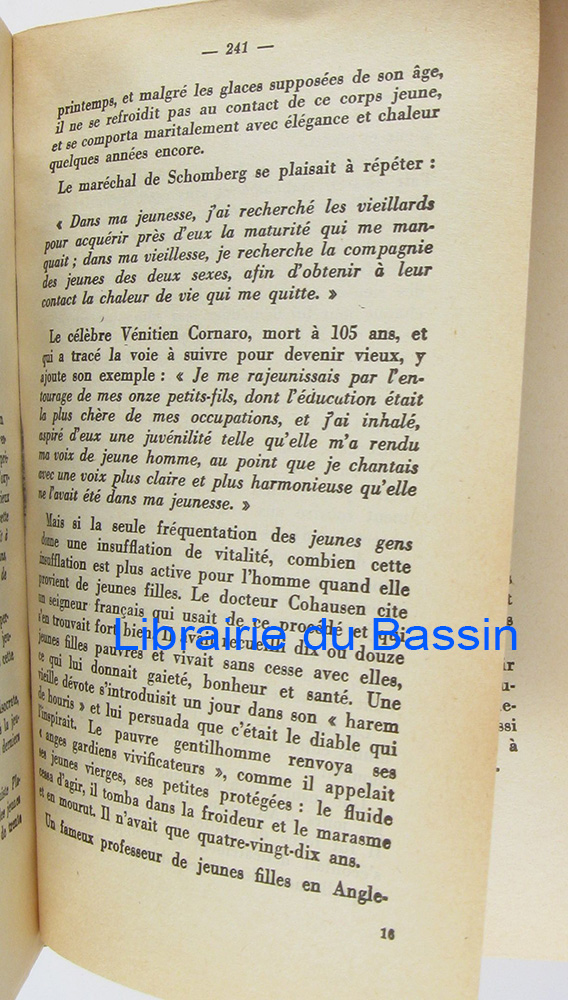 — 241 —
printemps, et malgré les glaces supposées de son âge,
il ne se refroidit pas au contact de ce corps jeune,
et se comporta maritalement avec élégance et chaleur
quelques années encore.
Le maréchal de Schomberg se plaisait à répéter :
« Dans ma jeunesse, j'ai recherché les vieillards
pour acquérir près d'eux la maturité qui me man-
quait ; dans ma vieillesse, je recherche la compagnie
des jeunes des deux sexes, afin d'obtenir à leur
contact la chaleur de vie qui me quitte. »
Le célèbre Vénitien Cornaro, mort à 105 ans, et
qui a tracé la voie à suivre pour devenir vieux, y
ajoute son exemple : « Je me rajeunissais par l'en-
tourage de mes onze petits-fils, dont l'éducation était
la plus chère de mes occupations, et j'ai inhalé,
aspiré d'eux une juvénilité telle qu'elle m'a rendu
ma voix de jeune homme, au point que je chantais
avec une voix plus claire et plus harmonieuse qu'elle
ne l'avait été dans ma jeunesse. »
Mais si la seule fréquentation des jeunes gens
donne une insufflation de vitalité, combien cette
insufflation est plus active pour l'homme quand elle
provient de jeunes filles. Le docteur Cohausen cite
un seigneur français qui usait de ce procédé et qui
s'en trouvait fort bien. Il avait recueilli dix ou douze
jeunes filles pauvres et vivait sans cesse avec elles,
ce qui lui donnait gaieté, bonheur et santé. Une
vieille dévote s'introduisit un jour dans son « harem
de houris » et lui persuada que c'était le diable qui
l'inspirait. Le pauvre gentilhomme renvoya ses
« anges gardiens vivificateurs », comme il appelait
ses jeunes vierges, ses petites protégées : le fluide
cessa d'agir, il tomba dans la froideur et le marasme
et en mourut. Il n'avait que quatre-vingt-dix ans.
Un fameux professeur de jeunes filles en Angle-
16
Librairie du Bassin